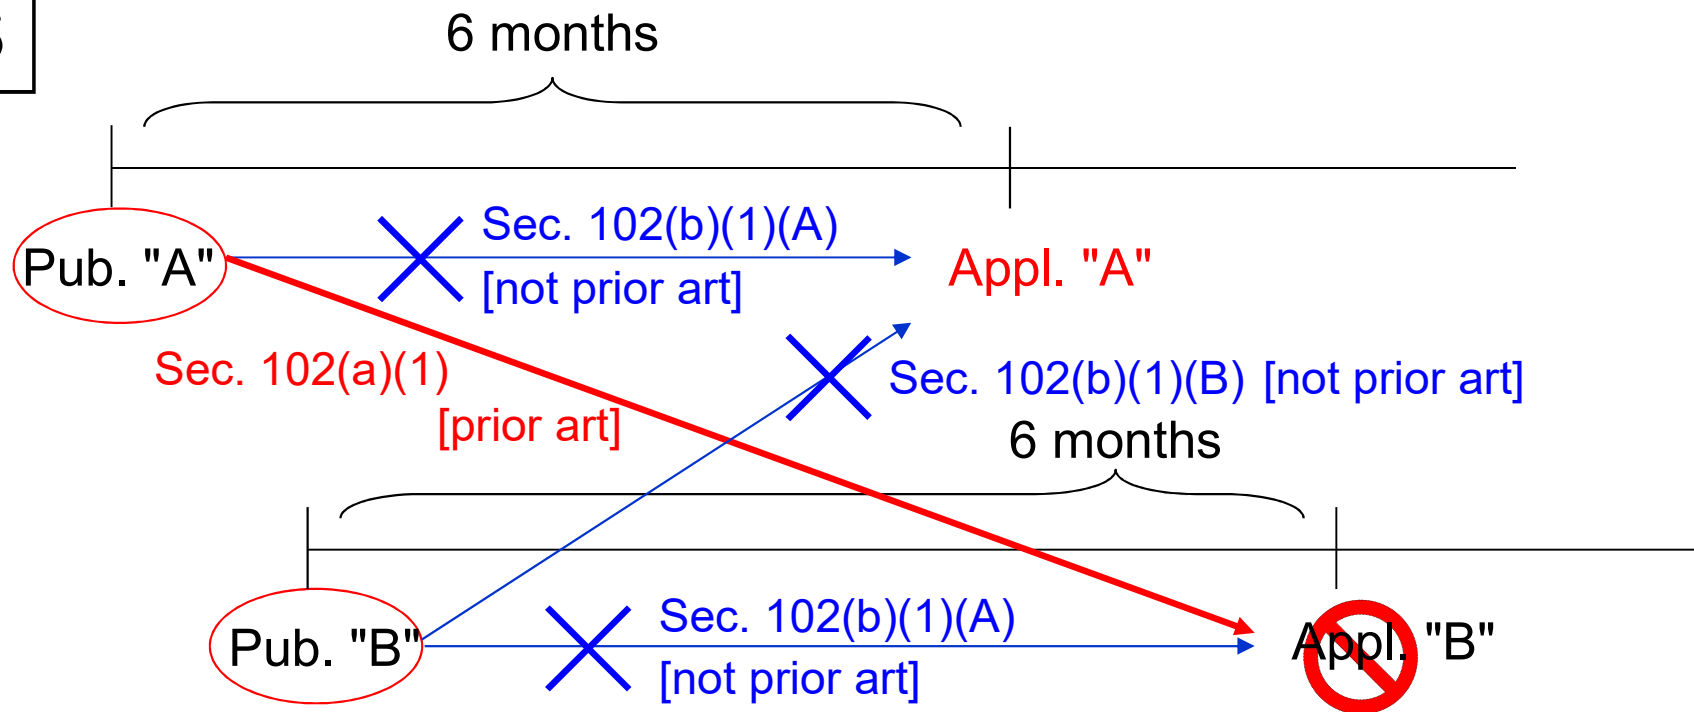 6 months
Sec. 102(b)(1)(A)
Pub. "A"
[not prior art]
Appl. "A"
Sec. 102(a)(1)
[prior art]
Sec. 102(b)(1)(B) [not prior art]
6 months
Sec. 102(b)(1)(A)
Pub. "B"
[not prior art]
Appl. "B"